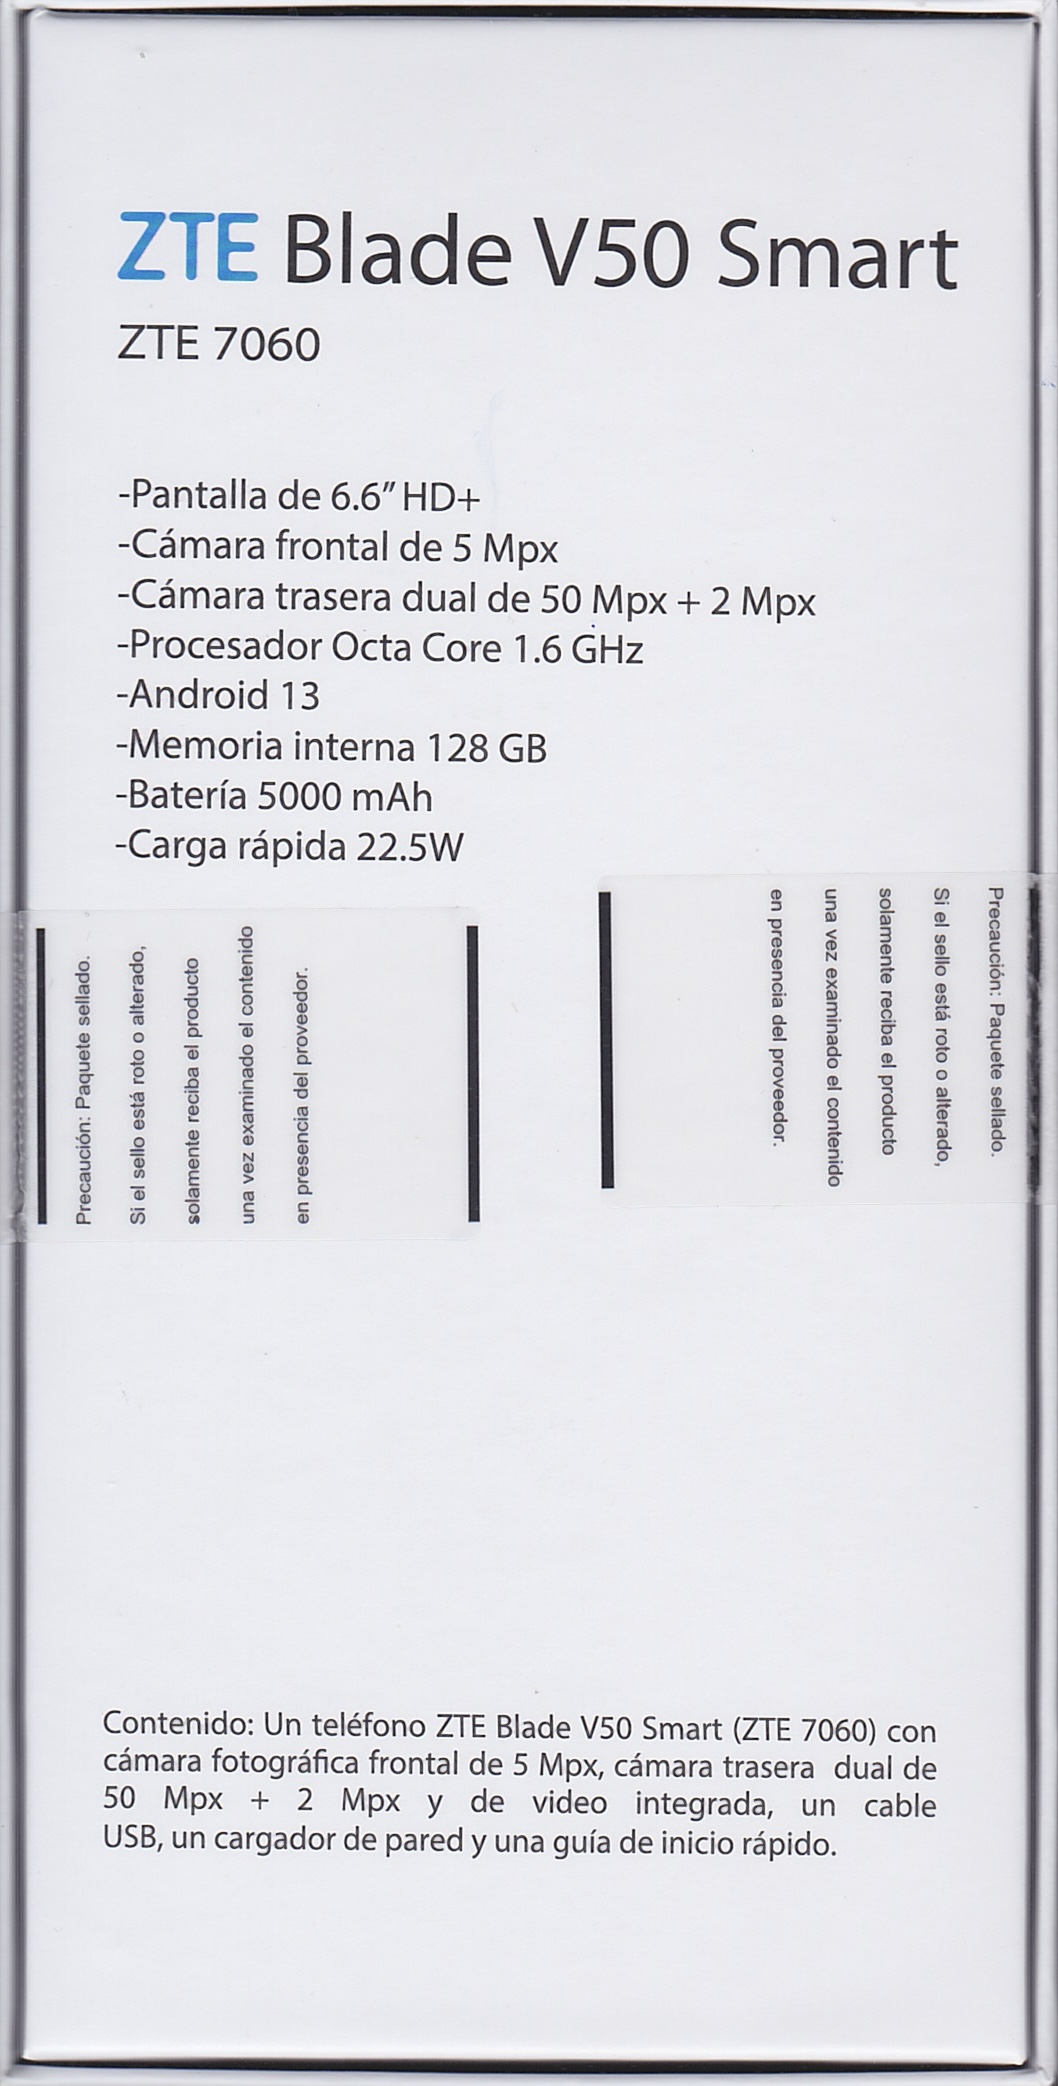 ZTE Blade V50 Smart
ZTE 7060
-Pantalla de 6.6" HD+
-Cámara frontal de 5 Mpx
-Cámara trasera dual de 50 Mpx + 2 Mpx
-Procesador Octa Core 1.6 GHz
-Android 13
-Memoria interna 128 GB
-Batería 5000 mAh
-Carga rápida 22.5W
Precaución: Paquete sellado.
Si el sello está roto o alterado,
solamente reciba el producto
una vez examinado el contenido
en presencia del proveedor.
Precaución: Paquete sellado.
Si el sello está roto o alterado,
solamente reciba el producto
una vez examinado el contenido
en presencia del proveedor.
Contenido: Un teléfono ZTE Blade V50 Smart (ZTE 7060) con
cámara fotográfica frontal de 5 Mpx, cámara trasera dual de
50 Mpx + 2 Mpx y de video integrada, un cable
USB, un cargador de pared y una guía de inicio rápido.